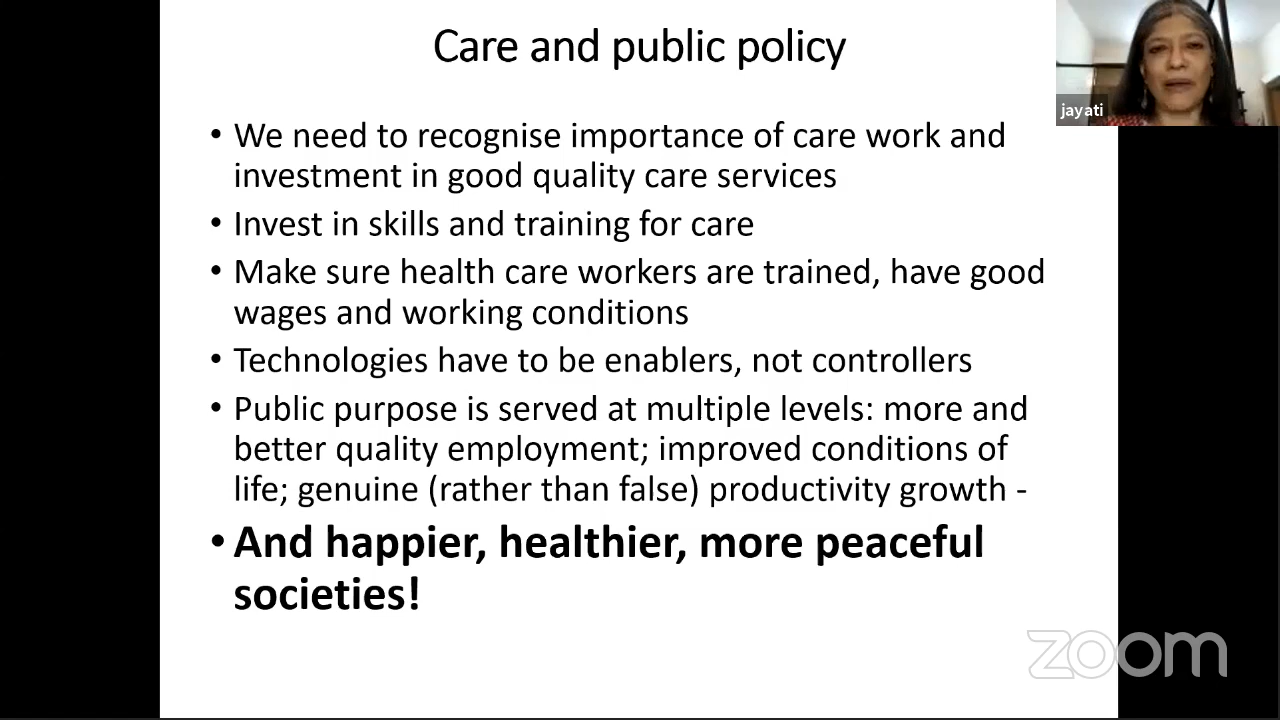 Care and public policy
jayati
• We need to recognise importance of care work and
investment in good quality care services
• Invest in skills and training for care
• Make sure health care workers are trained, have good
wages and working conditions
• Technologies have to be enablers, not controllers
• Public purpose is served at multiple levels: more and
better quality employment; improved conditions of
life; genuine (rather than false) productivity growth -
• And happier, healthier, more peaceful
societies!
zoom